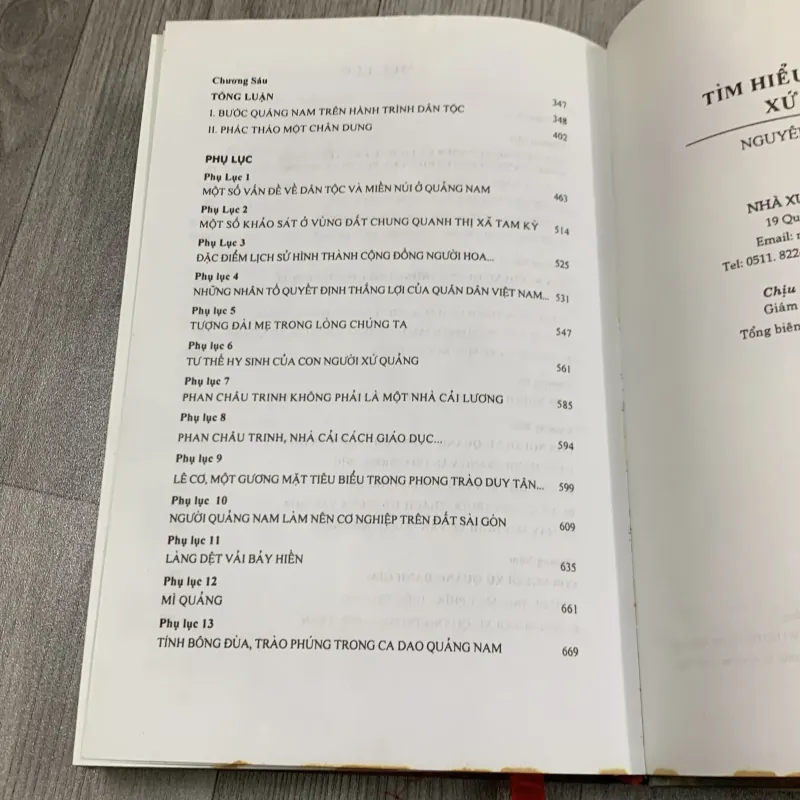 Chương Sáu
TỔNG LUẬN 347
I. BƯỚC QUẢNG NAM TRÊN HÀNH TRÌNH DÂN TỘC 348
II. PHÁC THẢO MỘT CHÂN DUNG 402
PHỤ LỤC
Phụ Lục 1
MỘT SỐ VẤN ĐỀ VỀ DÂN TỘC VÀ MIỀN NÚI Ở QUẢNG NAM 463
Phụ Lục 2
MỘT SỐ KHẢO SÁT Ở VÙNG ĐẤT CHUNG QUANH THỊ XÃ TAM KỲ 514
Phụ Lục 3
ĐẶC ĐIỂM LỊCH SỬ HÌNH THÀNH CỘNG ĐỒNG NGƯỜI HOA... 525
Phụ lục 4
NHỮNG NHÂN TỐ QUYẾT ĐỊNH THẮNG LỢI CỦA QUÂN DÂN VIỆT NAM... 531
Phụ lục 5
TƯỢNG ĐÀI MẸ TRONG LÒNG CHÚNG TA 547
Phụ lục 6
TƯ THẾ HY SINH CỦA CON NGƯỜI XỨ QUẢNG 561
Phụ lục 7
PHAN CHÂU TRINH KHÔNG PHẢI LÀ MỘT NHÀ CẢI LƯƠNG 585
Phụ lục 8
PHAN CHÂU TRINH, NHÀ CẢI CÁCH GIÁO DỤC... 594
Phụ lục 9
LÊ CƠ, MỘT GƯƠNG MẶT TIÊU BIỂU TRONG PHONG TRÀO DUY TÂN... 599
Phụ lục 10
NGƯỜI QUẢNG NAM LÀM NÊN CƠ NGHIỆP TRÊN ĐẤT SÀI GÒN 609
Phụ lục 11
LÀNG DỆT VẢI BẢY HIỀN 635
Phụ lục 12
MÌ QUẢNG 661
Phụ lục 13
TÍNH BÔNG ĐÙA, TRÀO PHÚNG TRONG CA DAO QUẢNG NAM 669
TÌM HIỂU
XỨ
NGUYỄN
NHÀ XU
19 Qu
Email: n
Tel: 0511. 822
Chịu
Giám
Tổng biên